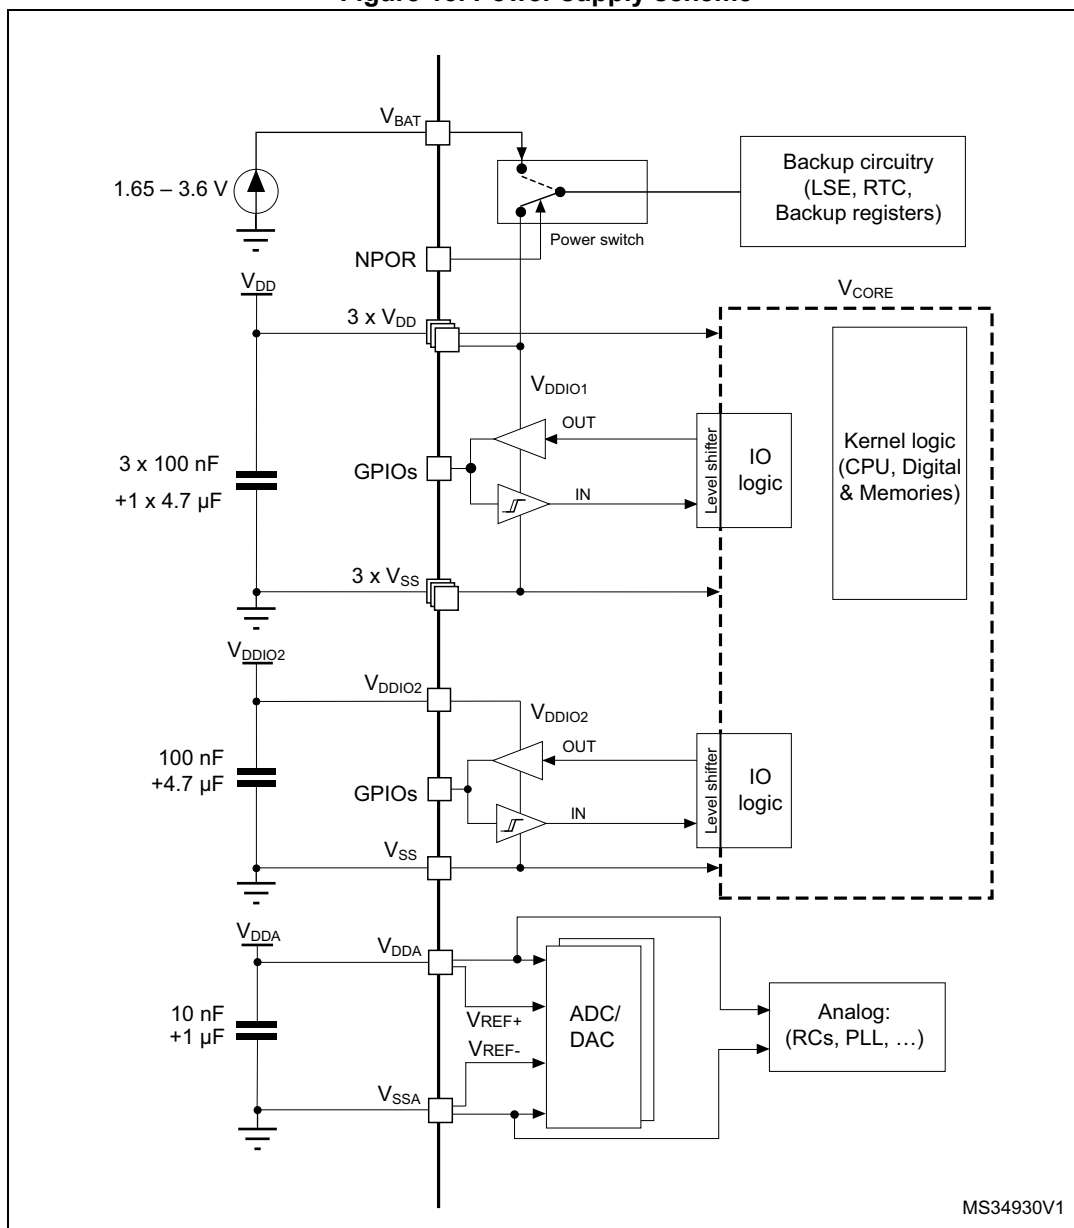 Figure 13. Power supply scheme
VBAT
1.65 – 3.6 V
Backup circuitry
(LSE, RTC,
Backup registers)
Power switch
NPOR
VDD
3 x VDD
VCORE
VDDIO1
OUT
Level shifter
IO
logic
Kernel logic
(CPU, Digital
& Memories)
3 x 100 nF
+1 x 4.7 µF
GPIOs
IN
3 x VSS
VDDIO2
VDDIO2
VDDIO2
OUT
Level shifter
IO
logic
100 nF
+4.7 µF
GPIOs
IN
VSS
VDDA
VDDA
10 nF
+1 µF
VREF+
VREF-
ADC/
DAC
Analog:
(RCs, PLL, …)
VSSA
MS34930V1